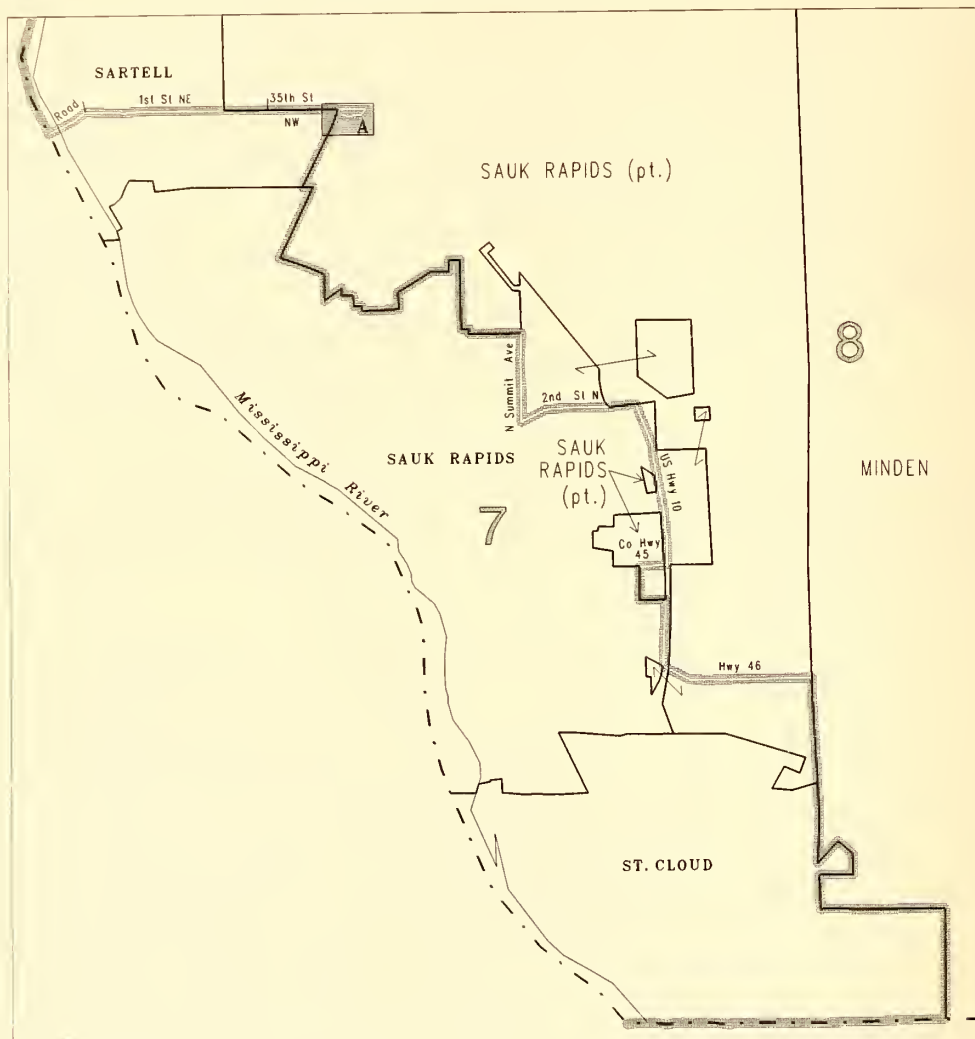 SARTELL
Road
1st St NE
35th St
NW
A
SAUK RAPIDS (pt.)
8
N Summit Ave
2nd St N
Mississippi River
SAUK RAPIDS
SAUK
RAPIDS
(pt.)
US Hwy 10
MINDEN
7
Co Hwy
45
Hwy 46
ST. CLOUD